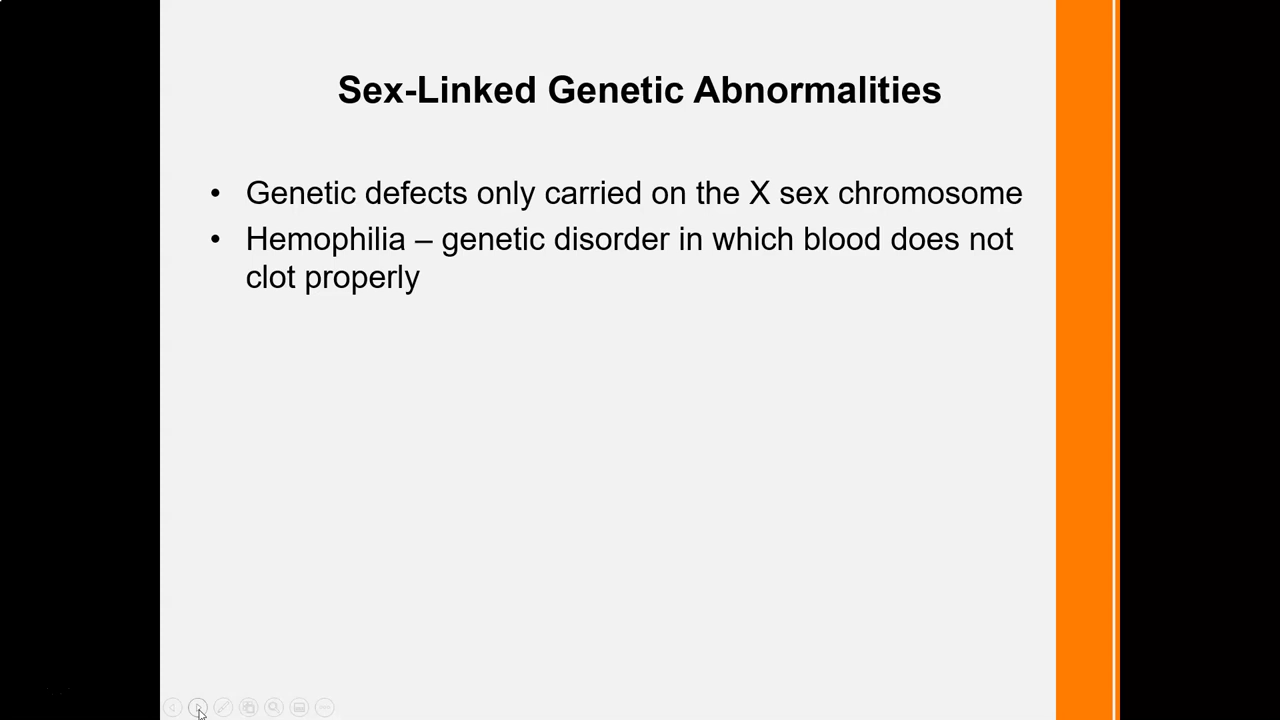 Sex-Linked Genetic Abnormalities
• Genetic defects only carried on the X sex chromosome
• Hemophilia – genetic disorder in which blood does not
clot properly